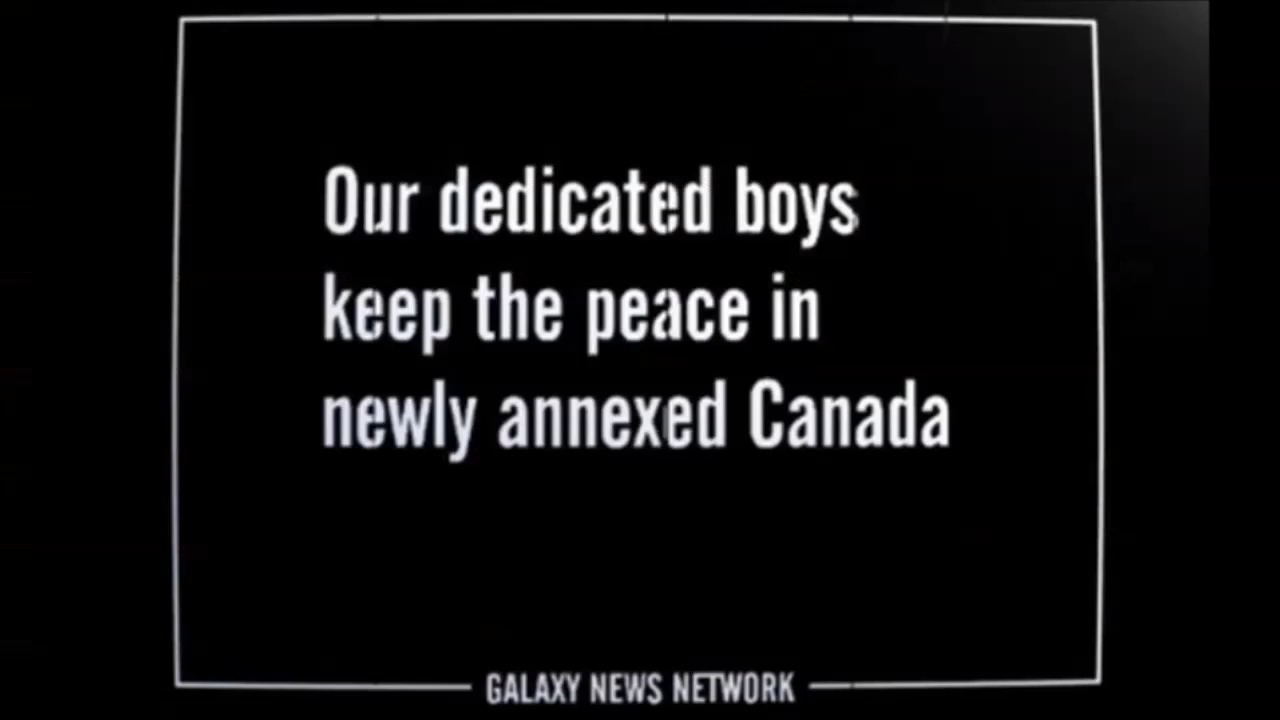 Our dedicated boys
keep the peace in
newly annexed Canada
GALAXY NEWS NETWORK